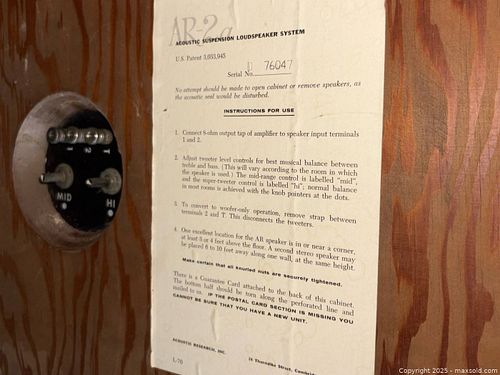 AR-2a
ACOUSTIC SUSPENSION LOUDSPEAKER SYSTEM
U.S. Patent 3,033,945
Serial No. U 76047
No attempt should be made to open cabinet or remove speakers, as
the acoustic seal would be disturbed.
INSTRUCTIONS FOR USE
1. Connect 8-ohm output tap of amplifier to speaker input terminals
1 and 2.
2. Adjust tweeter level controls for best musical balance between
treble and bass. (This will vary according to the room in which
the speaker is used.) The mid-range control is labelled "mid",
and the super-tweeter control is labelled "hi"; normal balance
in most rooms is achieved with the knob pointers at the dots.
3. To convert to woofer-only operation, remove strap between
terminals 2 and T. This disconnects the tweeters.
4. One excellent location for the AR speaker is in or near a corner,
at least 3 or 4 feet above the floor. A second stereo speaker may
be placed 6 to 10 feet away along one wall, at the same height.
Make certain that all knurled nuts are securely tightened.
There is a Guarantee Card attached to the back of this cabinet.
The bottom half should be torn along the perforated line and
mailed to us. IF THE POSTAL CARD SECTION IS MISSING YOU
CANNOT BE SURE THAT YOU HAVE A NEW UNIT.
ACOUSTIC RESEARCH, INC.
24 Thorndike Street,
L-70
T 2 1
MID
HI
Copyright © 2025 - maxsold.com